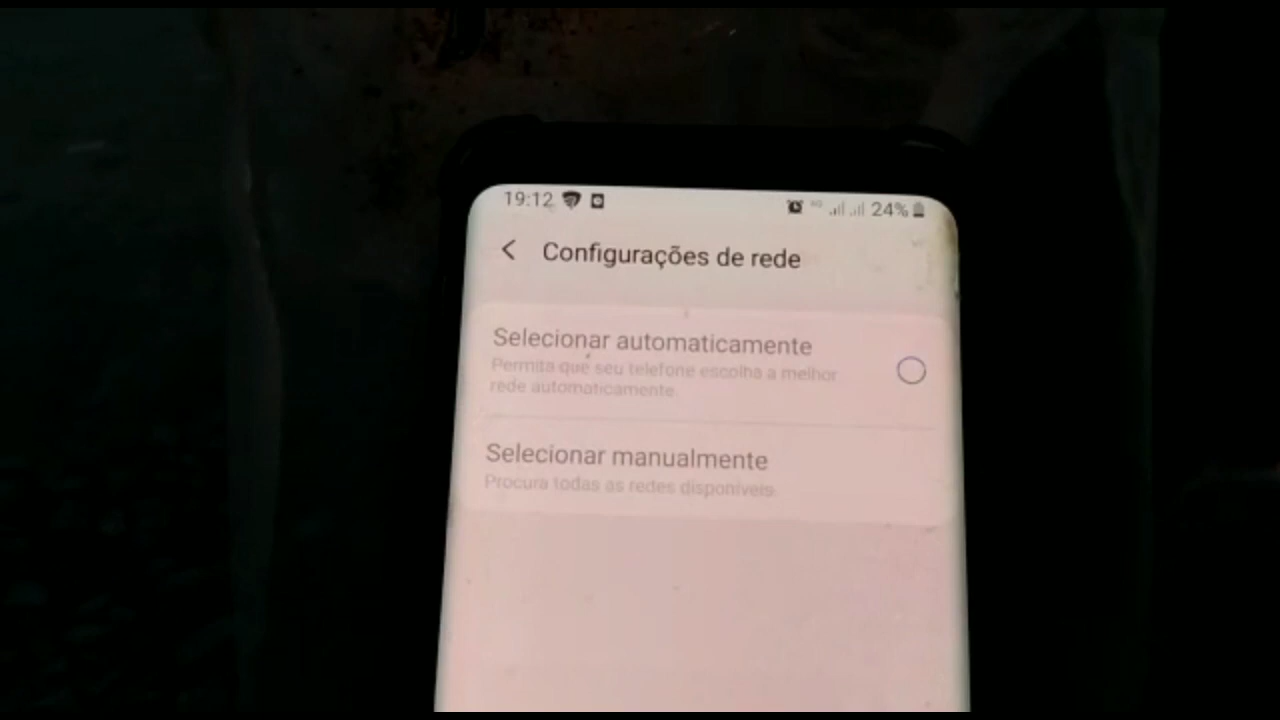 19:12 24%
Configurações de rede
Selecionar automaticamente
Permita que seu telefone escolha a melhor
rede automaticamente.
Selecionar manualmente
Procura todas as redes disponíveis.